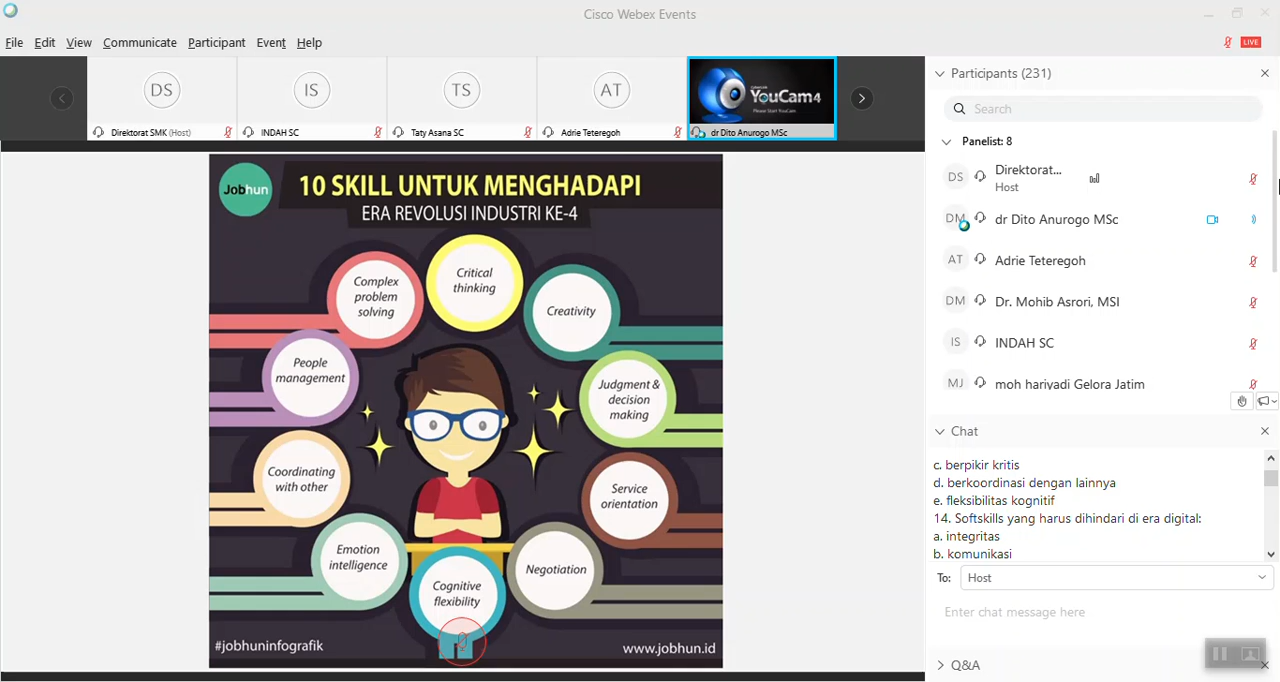 Cisco Webex Events
File Edit View Communicate Participant Event Help
LIVE
DS
Direktorat SMK (Host)
IS
INDAH SC
TS
Taty Asana SC
AT
Adrie Teteregoh
CyberLink
YouCam 4
Please Start YouCam
dr Dito Anurogo MSc
Jobhun
10 SKILL UNTUK MENGHADAPI
ERA REVOLUSI INDUSTRI KE-4
Complex
problem
solving
Critical
thinking
Creativity
People
management
Judgment &
decision
making
Coordinating
with other
Service
orientation
Emotion
intelligence
Cognitive
flexibility
Negotiation
#jobhuninfografik
www.jobhun.id
Participants (231)
Search
Panelist: 8
DS
Direktorat...
Host
DM
dr Dito Anurogo MSc
AT
Adrie Teteregoh
DM
Dr. Mohib Asrori, MSI
IS
INDAH SC
MJ
moh hariyadi Gelora Jatim
Chat
c. berpikir kritis
d. berkoordinasi dengan lainnya
e. fleksibilitas kognitif
14. Softskills yang harus dihindari di era digital:
a. integritas
b. komunikasi
To: Host
Enter chat message here
Q&A